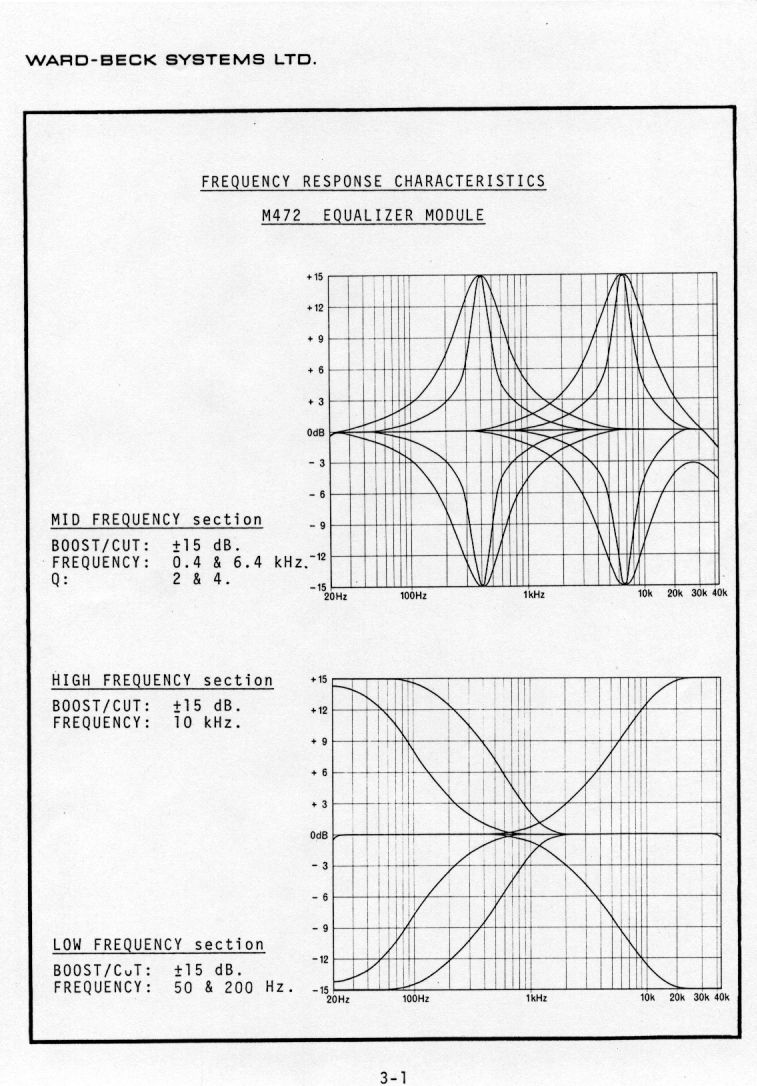 WARD-BECK SYSTEMS LTD.
FREQUENCY RESPONSE CHARACTERISTICS
M472 EQUALIZER MODULE
+15
+12
+ 9
+ 6
+ 3
0dB
- 3
- 6
- 9
-12
-15
20Hz 100Hz 1kHz 10k 20k 30k 40k
MID FREQUENCY section
BOOST/CUT: ±15 dB.
FREQUENCY: 0.4 & 6.4 kHz.
Q: 2 & 4.
HIGH FREQUENCY section
BOOST/CUT: ±15 dB.
FREQUENCY: 10 kHz.
+15
+12
+ 9
+ 6
+ 3
0dB
- 3
- 6
- 9
-12
-15
20Hz 100Hz 1kHz 10k 20k 30k 40k
LOW FREQUENCY section
BOOST/CuT: ±15 dB.
FREQUENCY: 50 & 200 Hz.
3-1